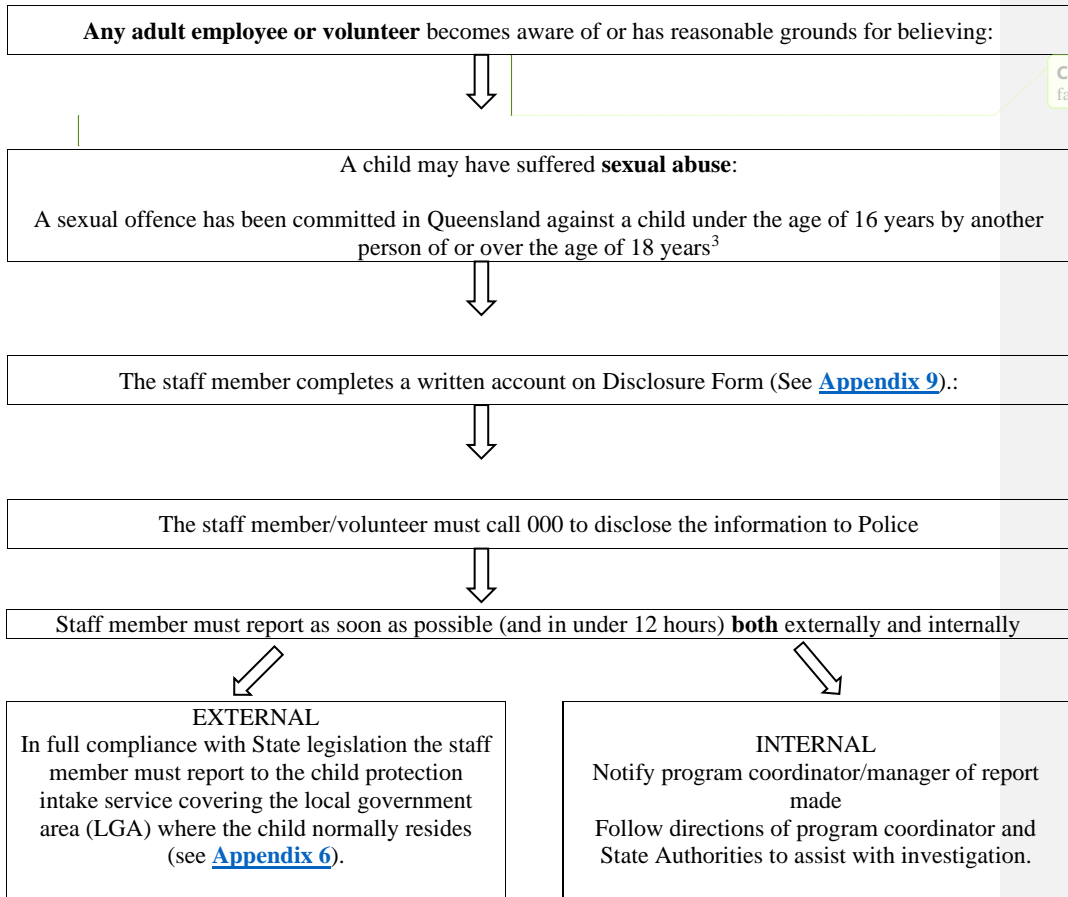 Any adult employee or volunteer becomes aware of or has reasonable grounds for believing:
C
fa
A child may have suffered sexual abuse:
A sexual offence has been committed in Queensland against a child under the age of 16 years by another
person of or over the age of 18 years3
The staff member completes a written account on Disclosure Form (See Appendix 9).:
The staff member/volunteer must call 000 to disclose the information to Police
Staff member must report as soon as possible (and in under 12 hours) both externally and internally
EXTERNAL
In full compliance with State legislation the staff
member must report to the child protection
intake service covering the local government
area (LGA) where the child normally resides
(see Appendix 6).
INTERNAL
Notify program coordinator/manager of report
made
Follow directions of program coordinator and
State Authorities to assist with investigation.